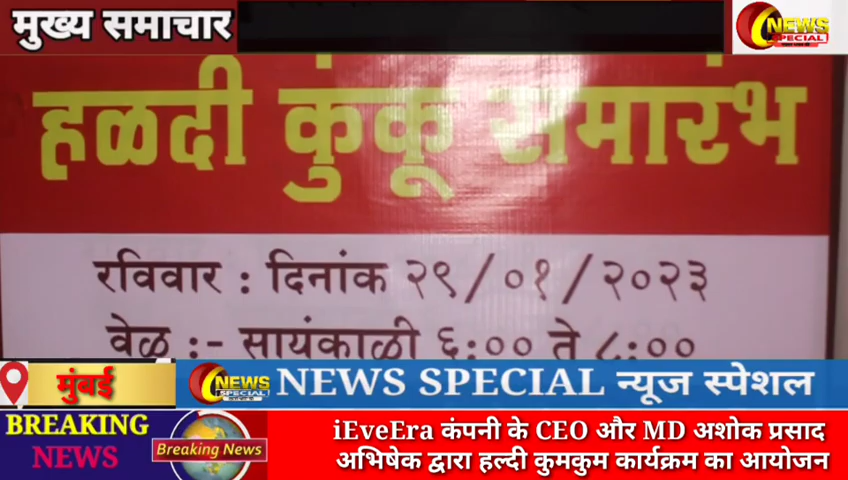 मुख्य समाचार
NEWS
SPECIAL
हळदी कुंकू समारंभ
रविवार : दिनांक २९/०१/२०२३
वेळ :- सायंकाळी ६:०० ते ८:००
मुंबई
NEWS
SPECIAL
NEWS SPECIAL न्यूज स्पेशल
BREAKING
NEWS
Breaking News
iEveEra कंपनी के CEO और MD अशोक प्रसाद
अभिषेक द्वारा हल्दी कुमकुम कार्यक्रम का आयोजन